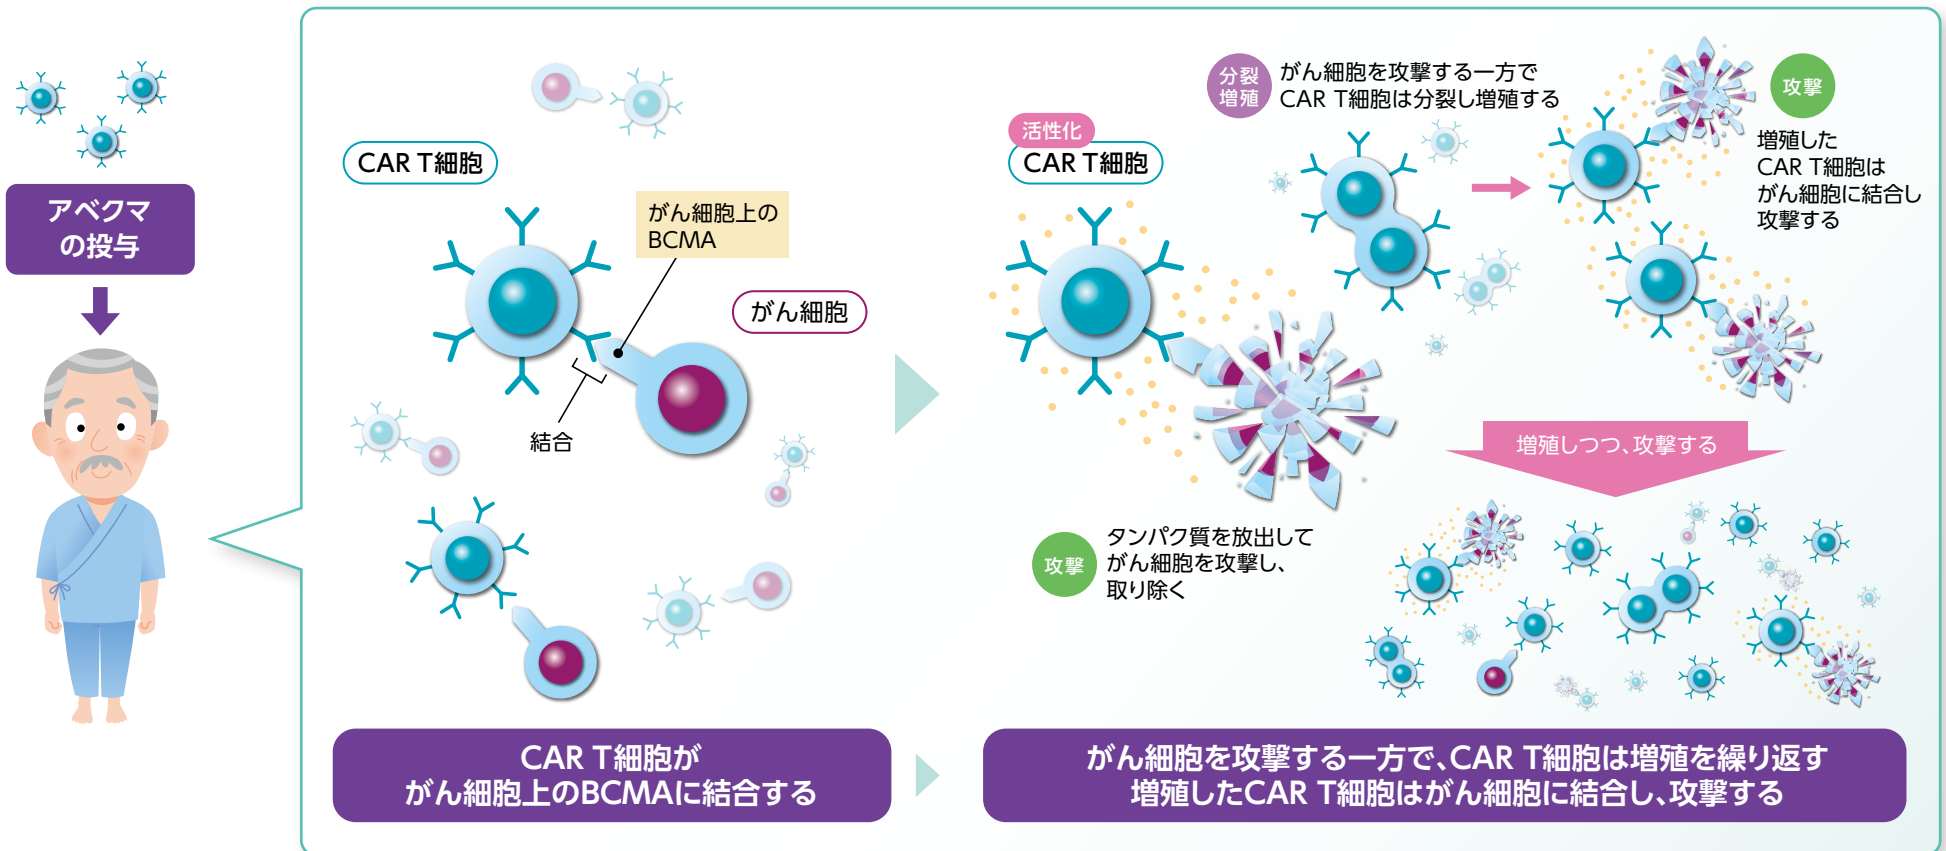 アベクマ
の投与
CAR T細胞
がん細胞上の
BCMA
がん細胞
結合
CAR T細胞が
がん細胞上のBCMAに結合する
活性化
CAR T細胞
攻撃
タンパク質を放出して
がん細胞を攻撃し、
取り除く
分裂
増殖
がん細胞を攻撃する一方で
CAR T細胞は分裂し増殖する
攻撃
増殖した
CAR T細胞は
がん細胞に結合し
攻撃する
増殖しつつ、攻撃する
がん細胞を攻撃する一方で、CAR T細胞は増殖を繰り返す
増殖したCAR T細胞はがん細胞に結合し、攻撃する